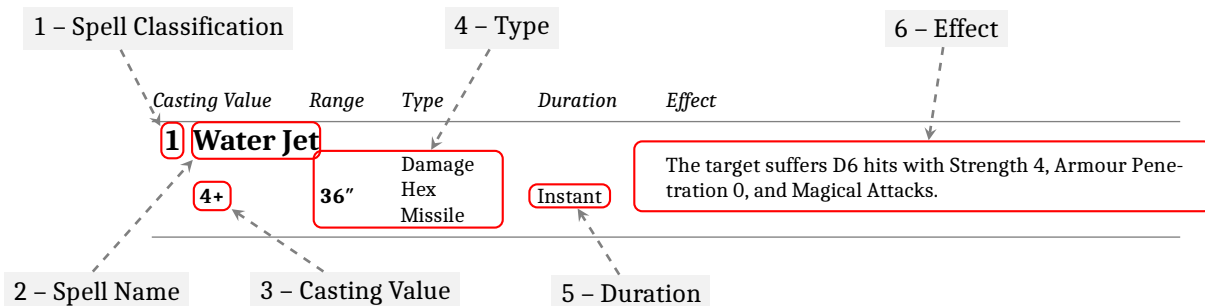 1 – Spell Classification
4 – Type
6 – Effect
Casting Value Range Type Duration Effect
1 Water Jet
4+
36″
Damage
Hex
Missile
Instant
The target suffers D6 hits with Strength 4, Armour Pene-
tration 0, and Magical Attacks.
2 – Spell Name
3 – Casting Value
5 – Duration